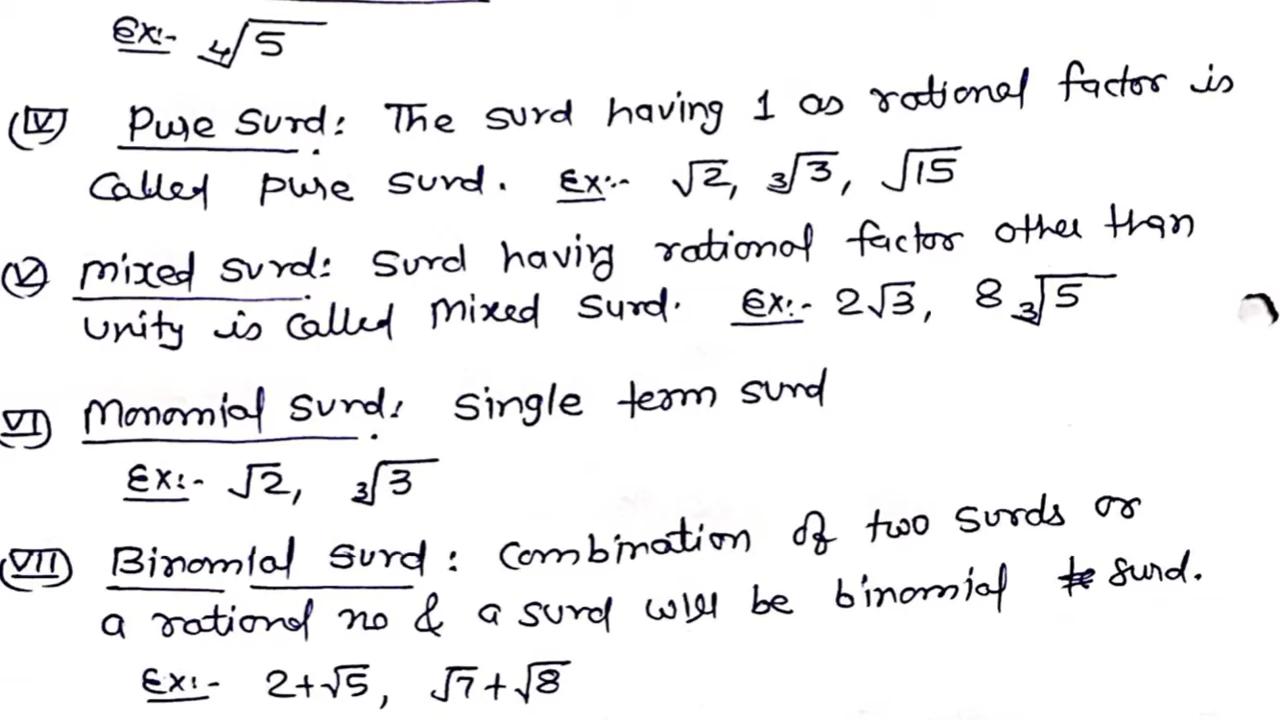 Ex:- ∜5
(IV) Pure Surd: The surd having 1 as rational factor is
Called pure surd. Ex:- √2, ∛3, √15
(V) Mixed surd: Surd having rational factor other than
unity is called mixed surd. Ex:- 2√3, 8∛5
(VI) Monomial surd: Single term surd
Ex:- √2, ∛3
(VII) Binomial surd: Combination of two surds or
a rational no & a surd will be binomial surd.
Ex:- 2+√5, √7+√8